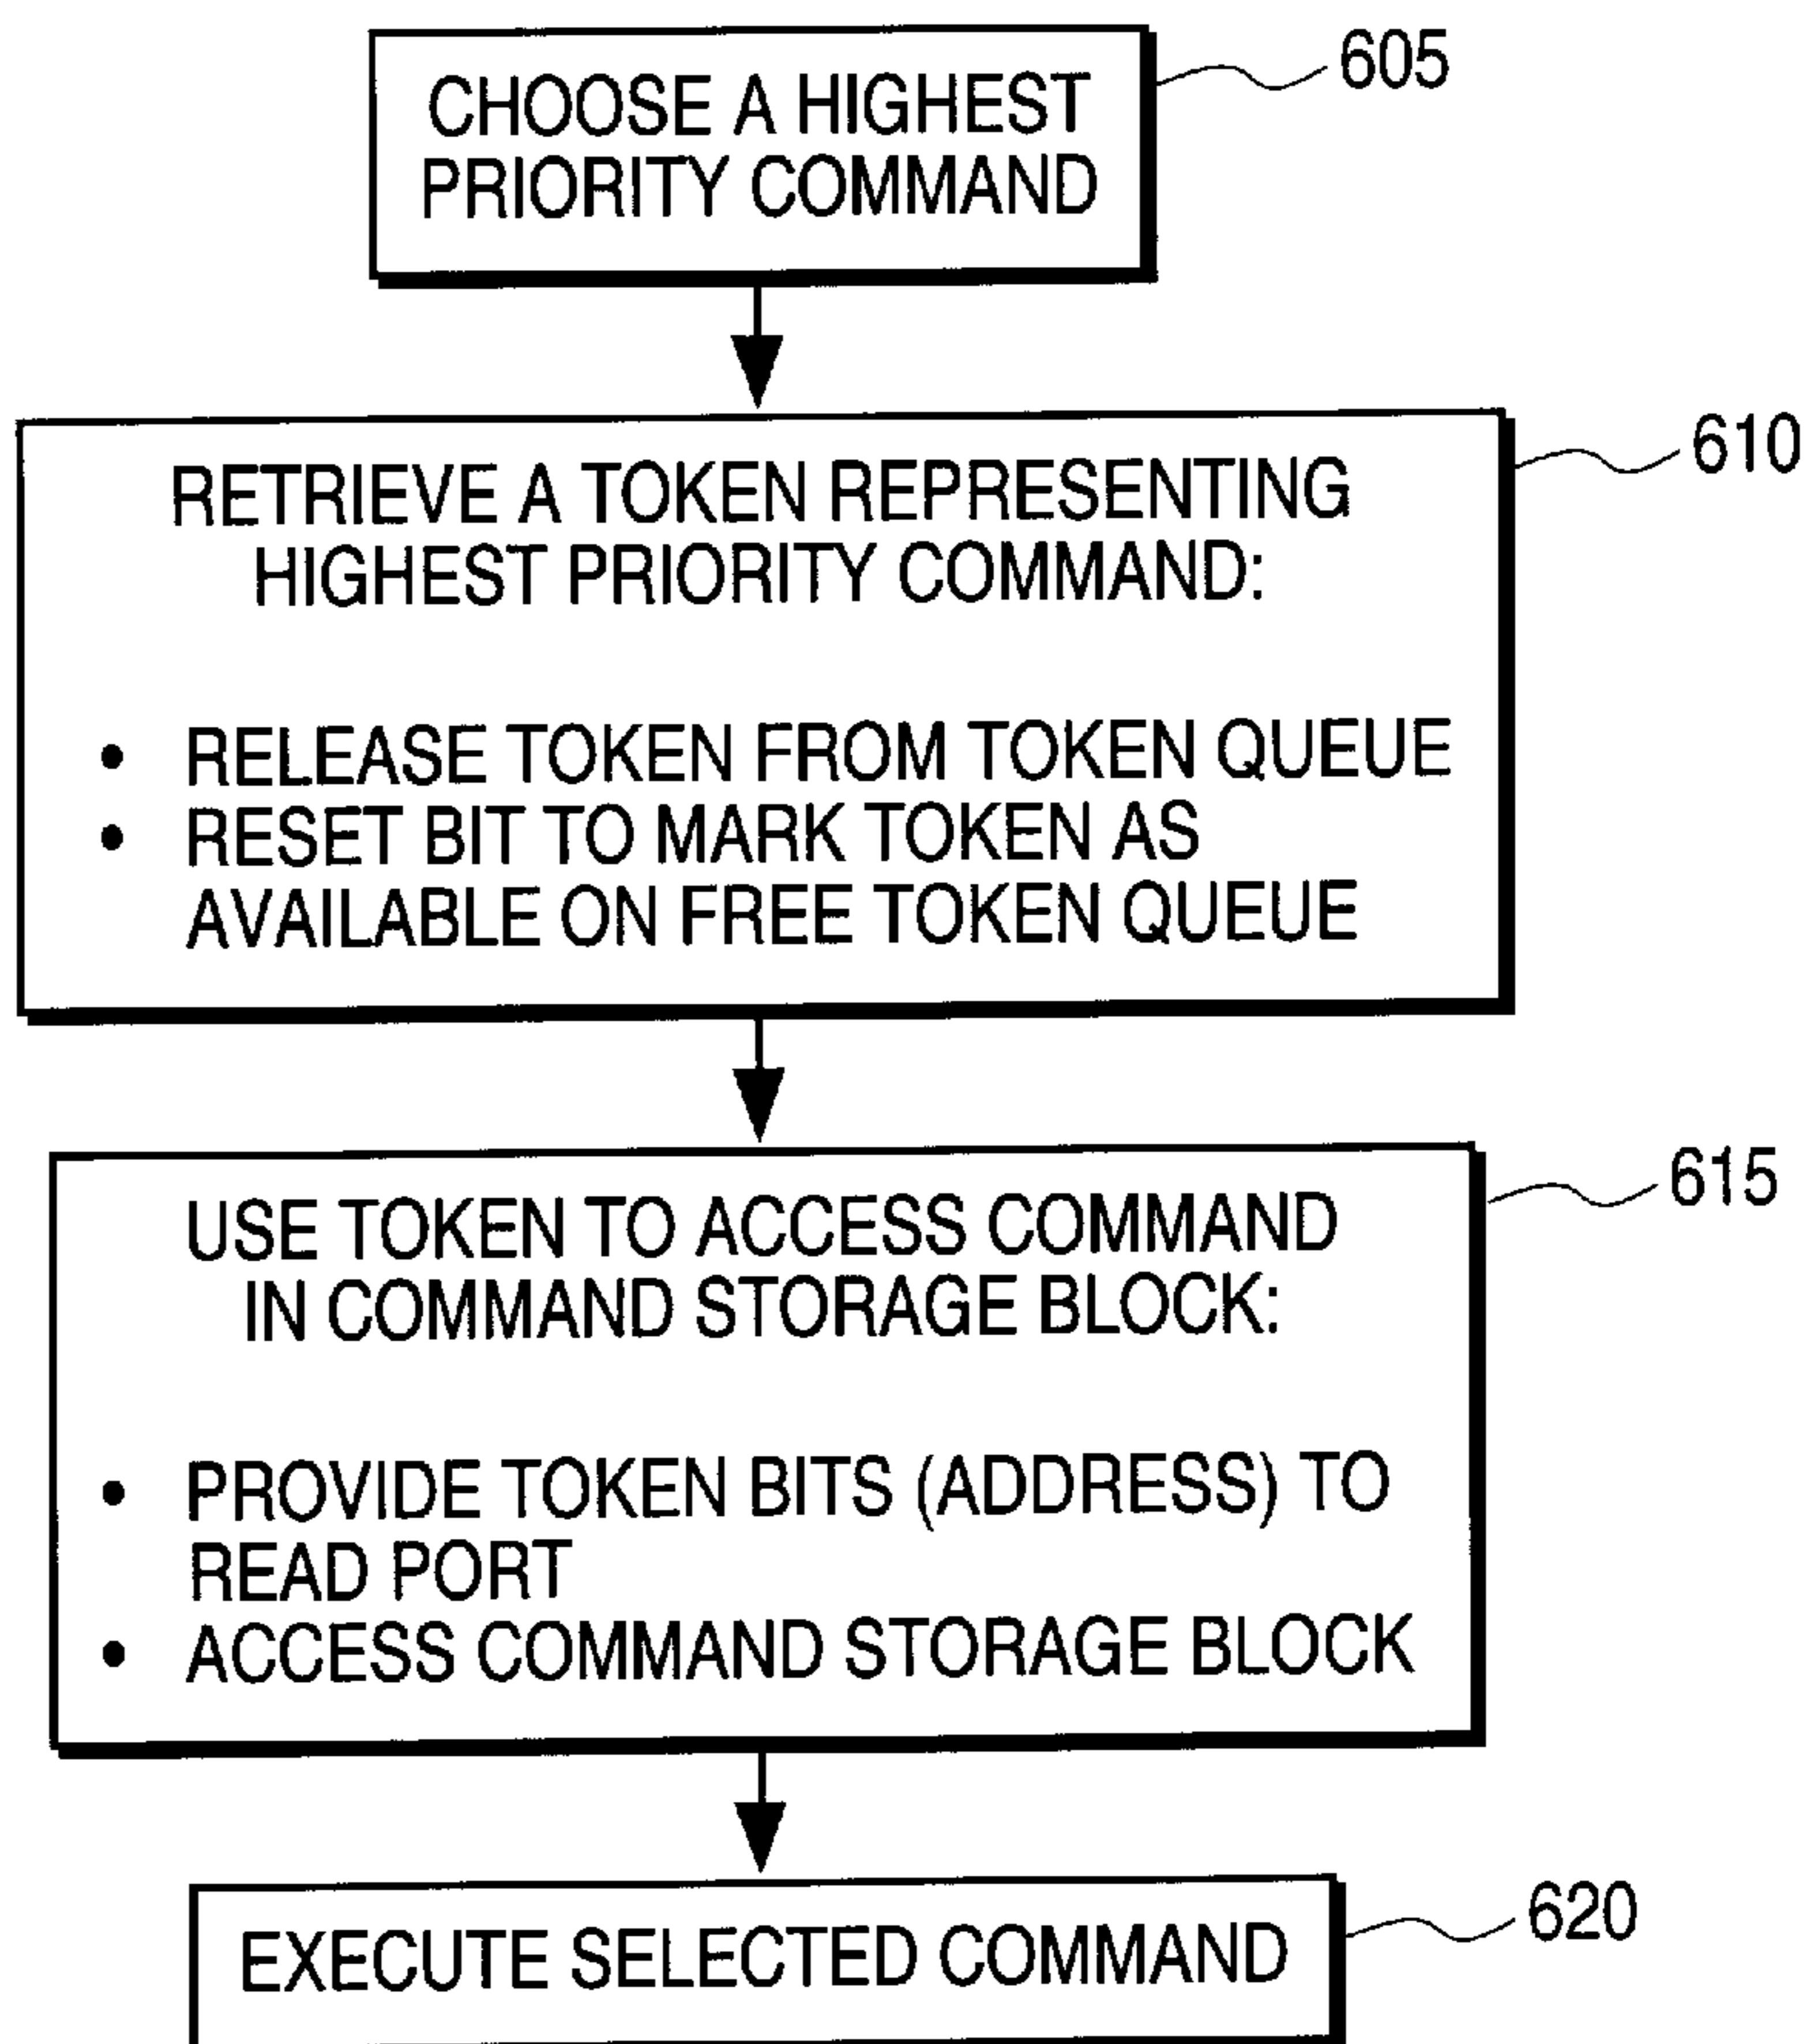 CHOOSE A HIGHEST
PRIORITY COMMAND
605
RETRIEVE A TOKEN REPRESENTING
HIGHEST PRIORITY COMMAND:
610
• RELEASE TOKEN FROM TOKEN QUEUE
• RESET BIT TO MARK TOKEN AS
AVAILABLE ON FREE TOKEN QUEUE
USE TOKEN TO ACCESS COMMAND
IN COMMAND STORAGE BLOCK:
615
• PROVIDE TOKEN BITS (ADDRESS) TO
READ PORT
• ACCESS COMMAND STORAGE BLOCK
EXECUTE SELECTED COMMAND
620